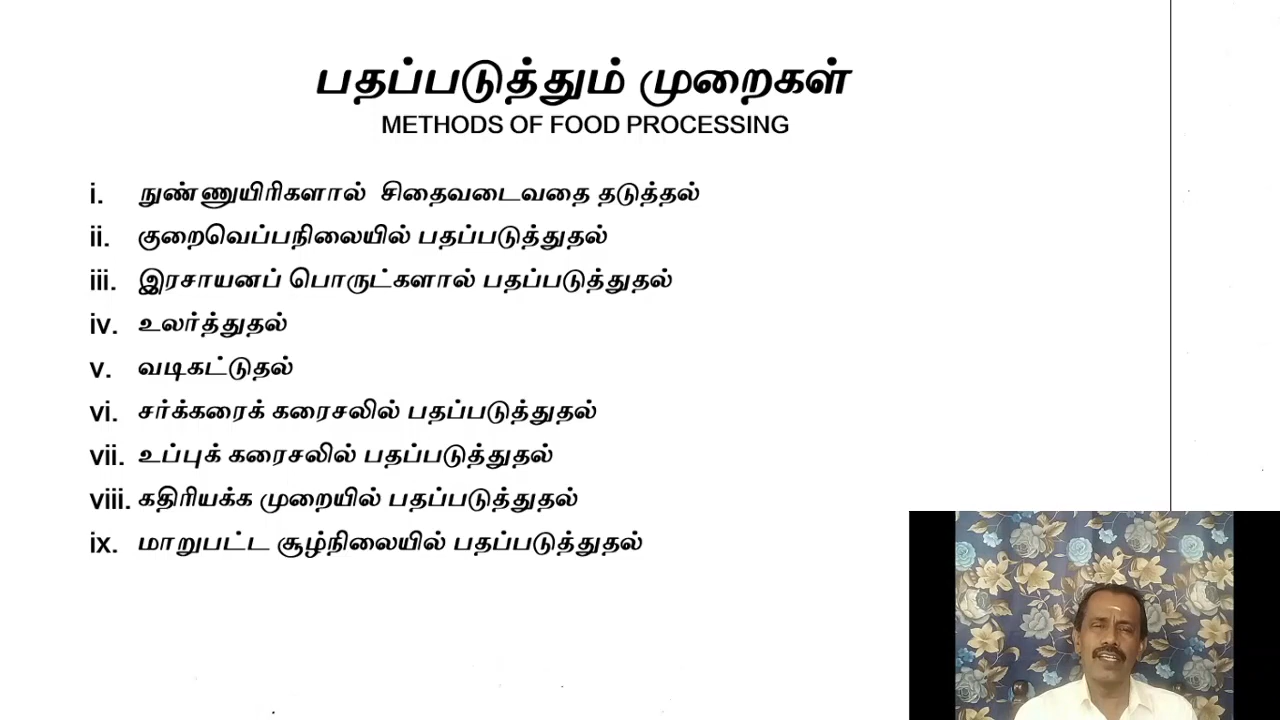 பதப்படுத்தும் முறைகள்
METHODS OF FOOD PROCESSING
i. நுண்ணுயிரிகளால் சிதைவடைவதை தடுத்தல்
ii. குறைவெப்பநிலையில் பதப்படுத்துதல்
iii. இரசாயனப் பொருட்களால் பதப்படுத்துதல்
iv. உலர்த்துதல்
v. வடிகட்டுதல்
vi. சர்க்கரைக் கரைசலில் பதப்படுத்துதல்
vii. உப்புக் கரைசலில் பதப்படுத்துதல்
viii. கதிரியக்க முறையில் பதப்படுத்துதல்
ix. மாறுபட்ட சூழ்நிலையில் பதப்படுத்துதல்